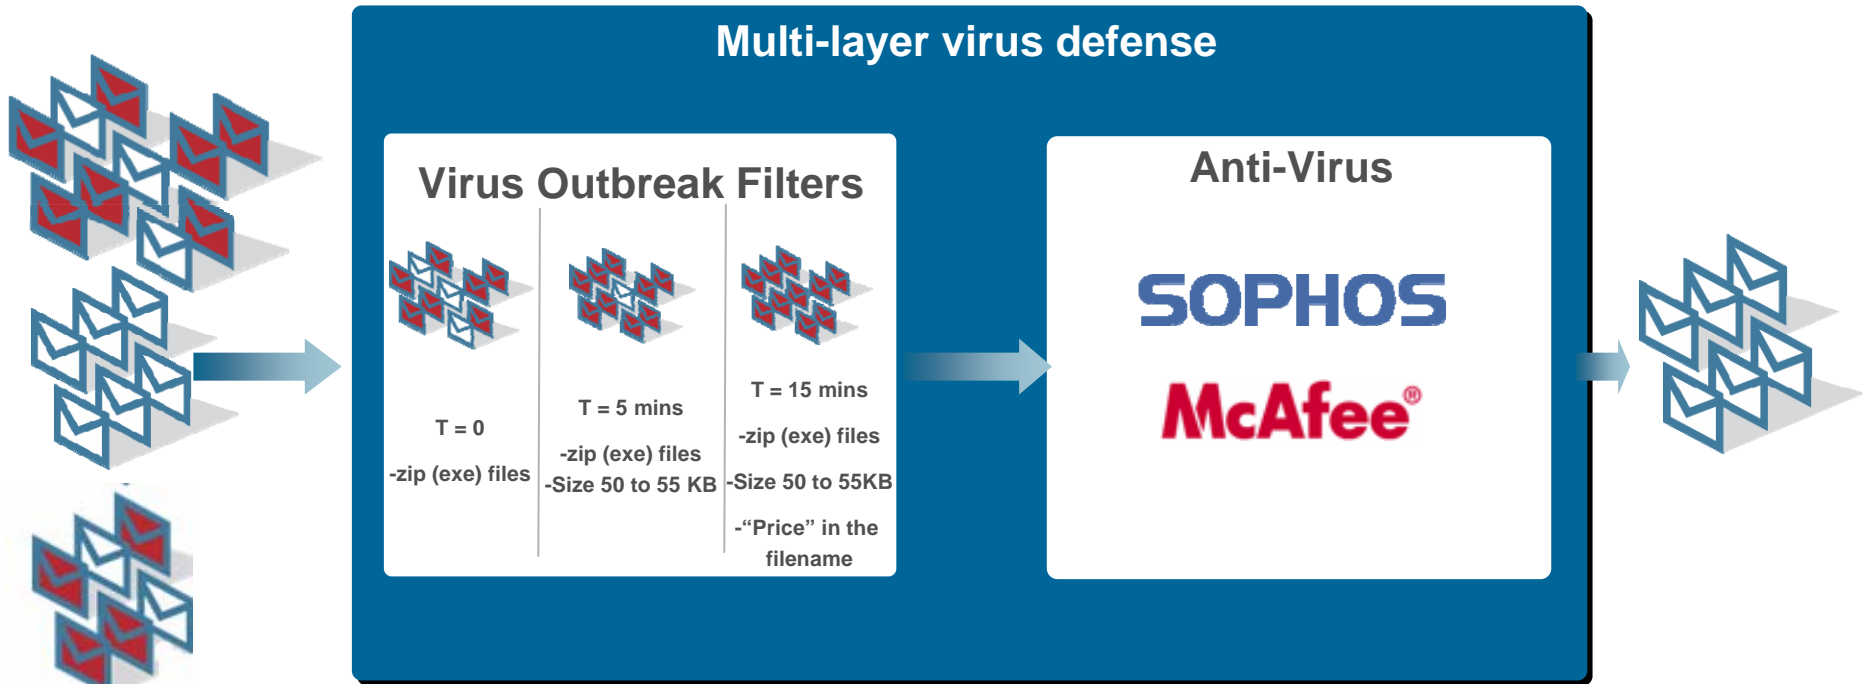 Multi-layer virus defense
Virus Outbreak Filters
T = 0
-zip (exe) files
T = 5 mins
-zip (exe) files
-Size 50 to 55 KB
T = 15 mins
-zip (exe) files
-Size 50 to 55KB
-“Price” in the
filename
Anti-Virus
SOPHOS
McAfee®